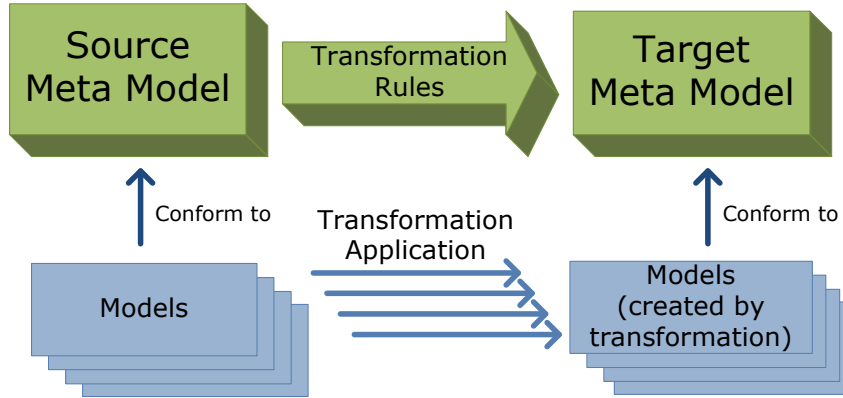 Source
Meta Model
Transformation
Rules
Target
Meta Model
Conform to
Transformation
Application
Conform to
Models
Models
(created by
transformation)